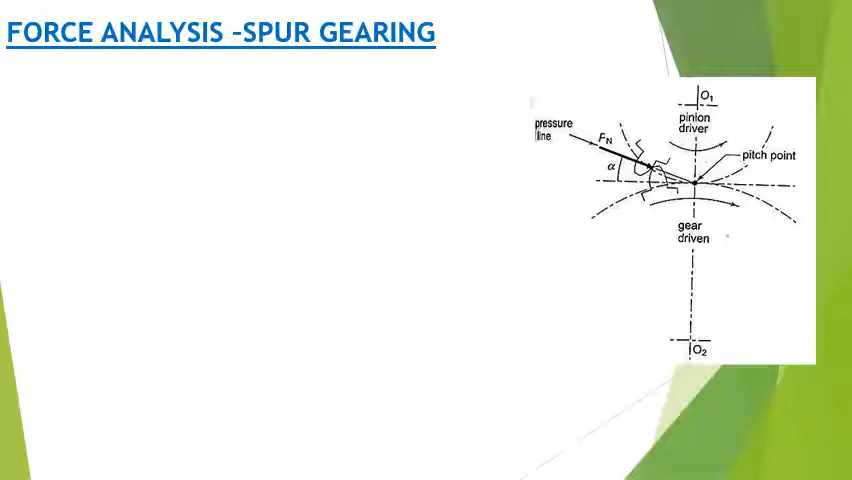 FORCE ANALYSIS –SPUR GEARING
O1
pinion
driver
pressure
line
FN
pitch point
α
gear
driven
O2